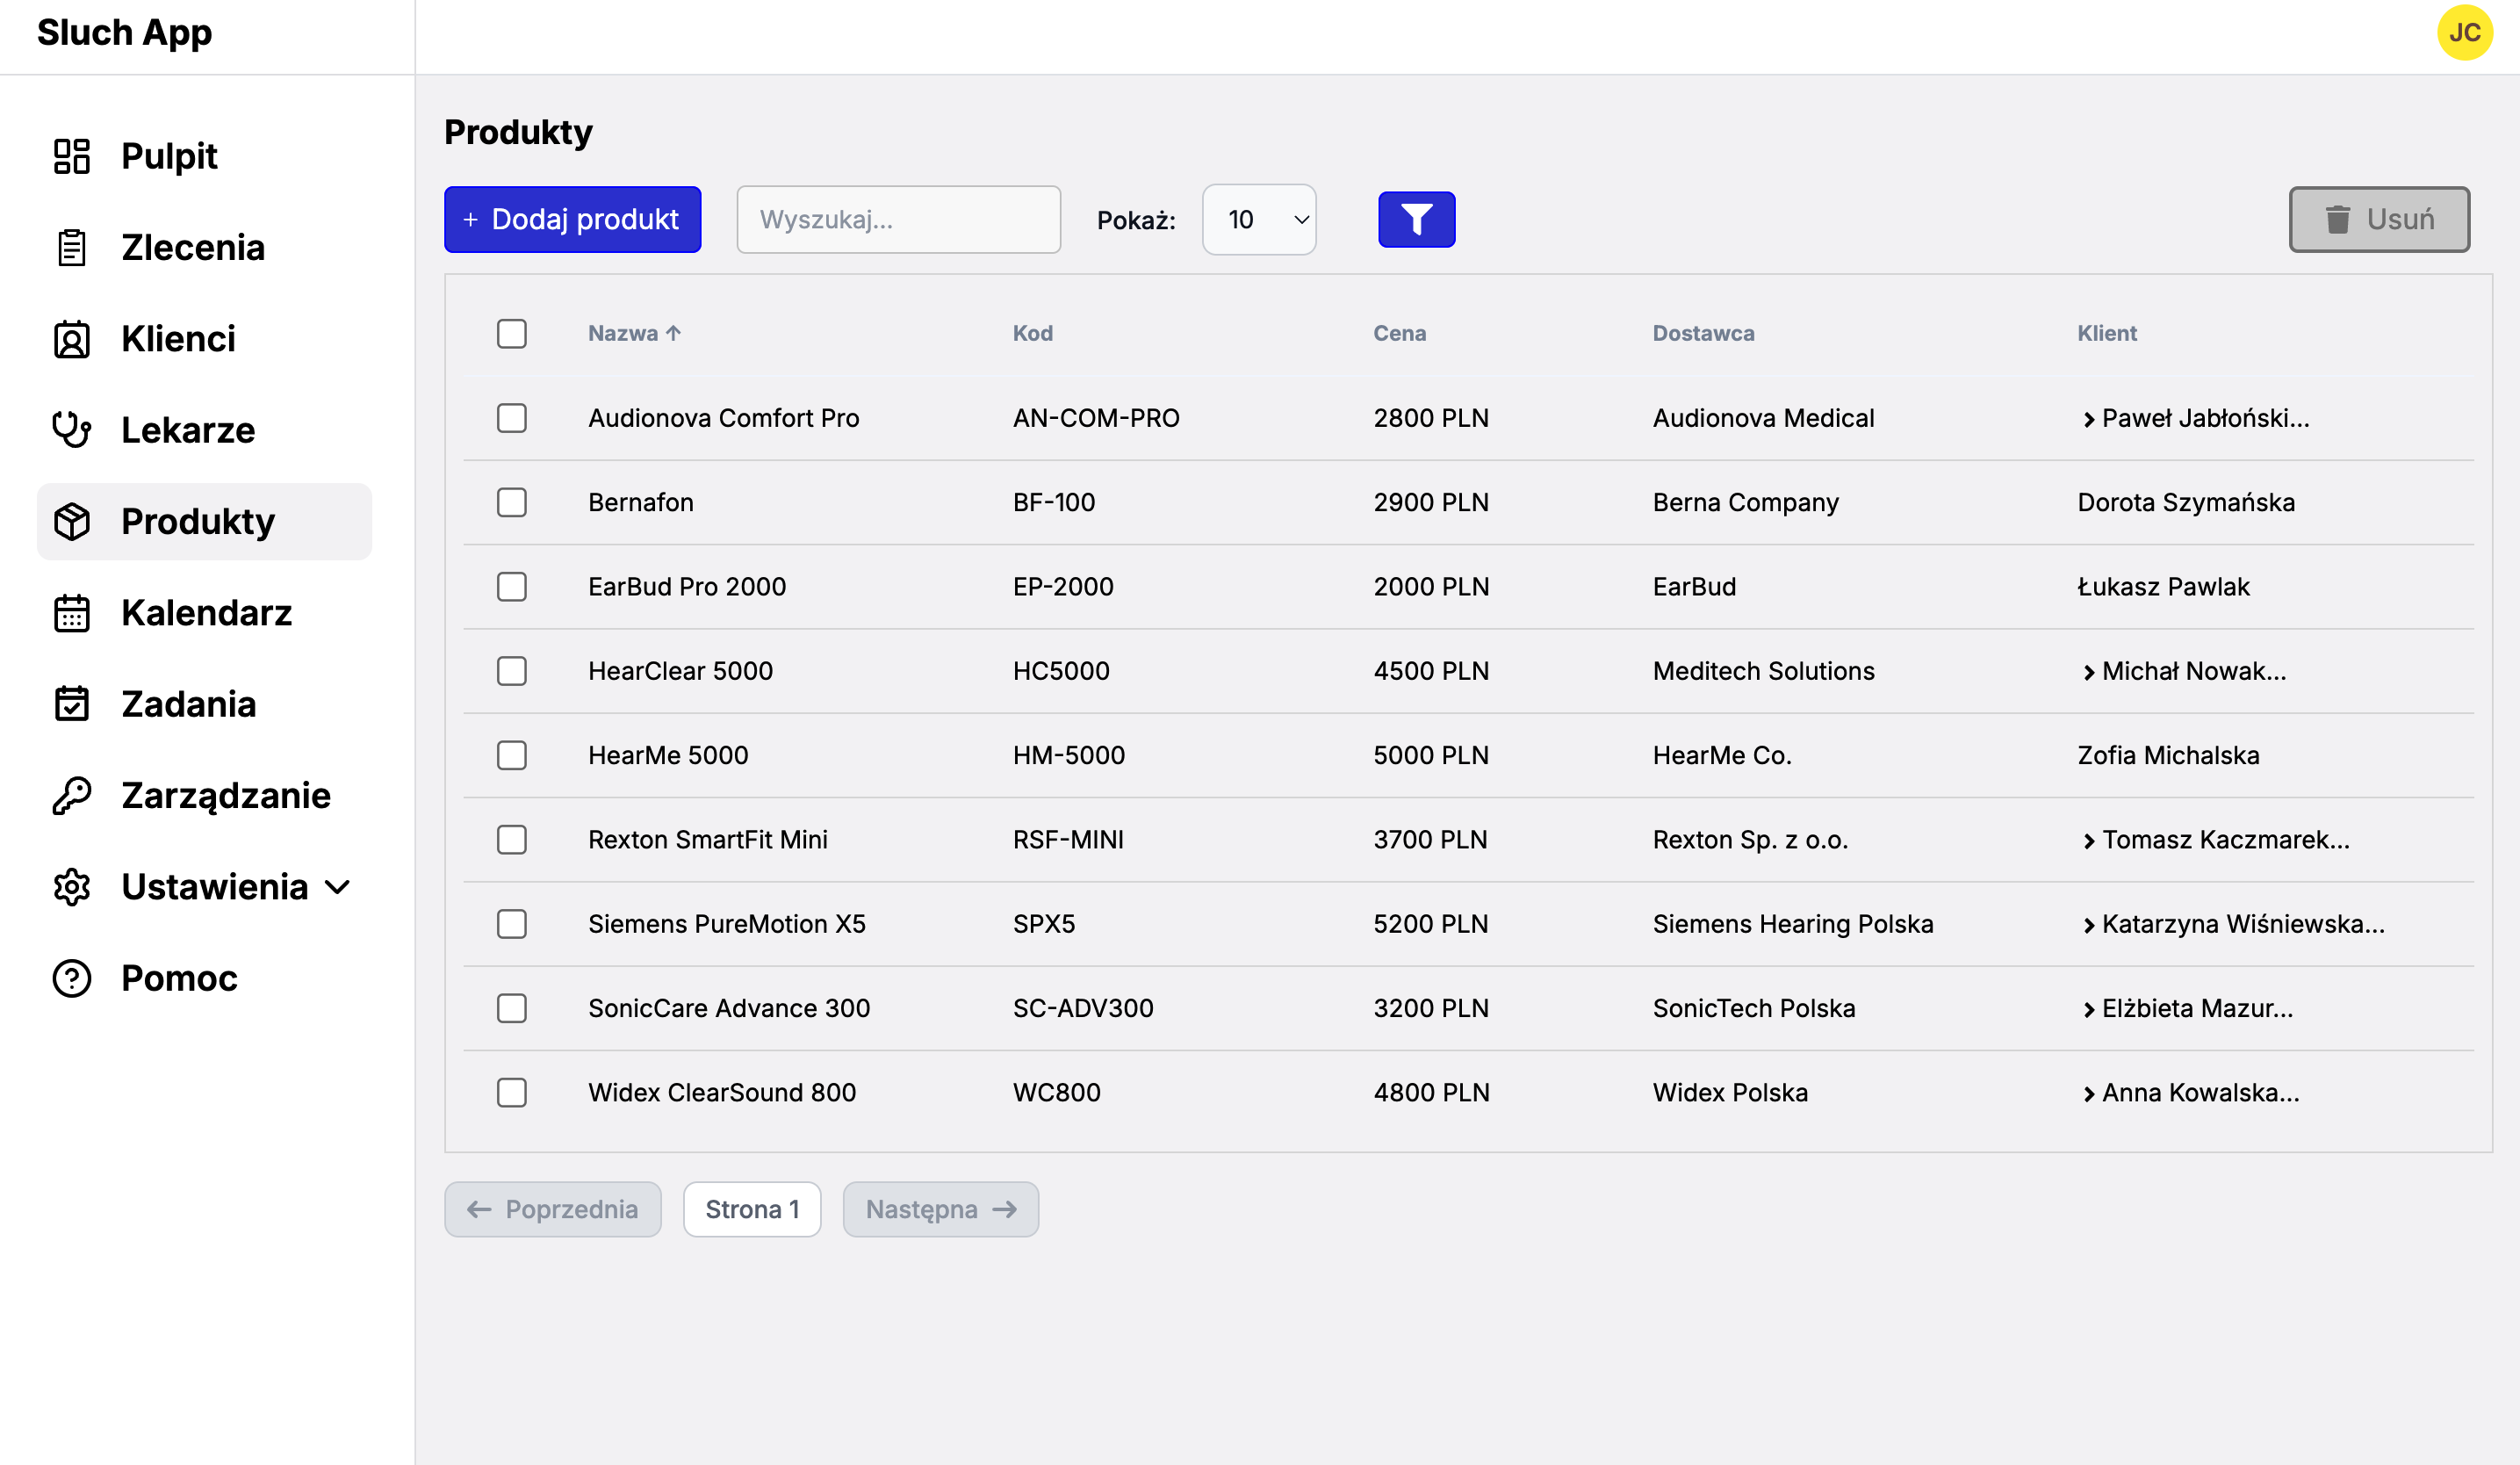 Sluch App
JC
Pulpit
Zlecenia
Klienci
Lekarze
Produkty
Kalendarz
Zadania
Zarządzanie
Ustawienia
Pomoc
Produkty
+ Dodaj produkt
Wyszukaj...
Pokaż:
10
Usuń
Nazwa ↑ Kod Cena Dostawca Klient
Audionova Comfort Pro AN-COM-PRO 2800 PLN Audionova Medical Paweł Jabłoński...
Bernafon BF-100 2900 PLN Berna Company Dorota Szymańska
EarBud Pro 2000 EP-2000 2000 PLN EarBud Łukasz Pawlak
HearClear 5000 HC5000 4500 PLN Meditech Solutions Michał Nowak...
HearMe 5000 HM-5000 5000 PLN HearMe Co. Zofia Michalska
Rexton SmartFit Mini RSF-MINI 3700 PLN Rexton Sp. z o.o. Tomasz Kaczmarek...
Siemens PureMotion X5 SPX5 5200 PLN Siemens Hearing Polska Katarzyna Wiśniewska...
SonicCare Advance 300 SC-ADV300 3200 PLN SonicTech Polska Elżbieta Mazur...
Widex ClearSound 800 WC800 4800 PLN Widex Polska Anna Kowalska...
← Poprzednia
Strona 1
Następna →